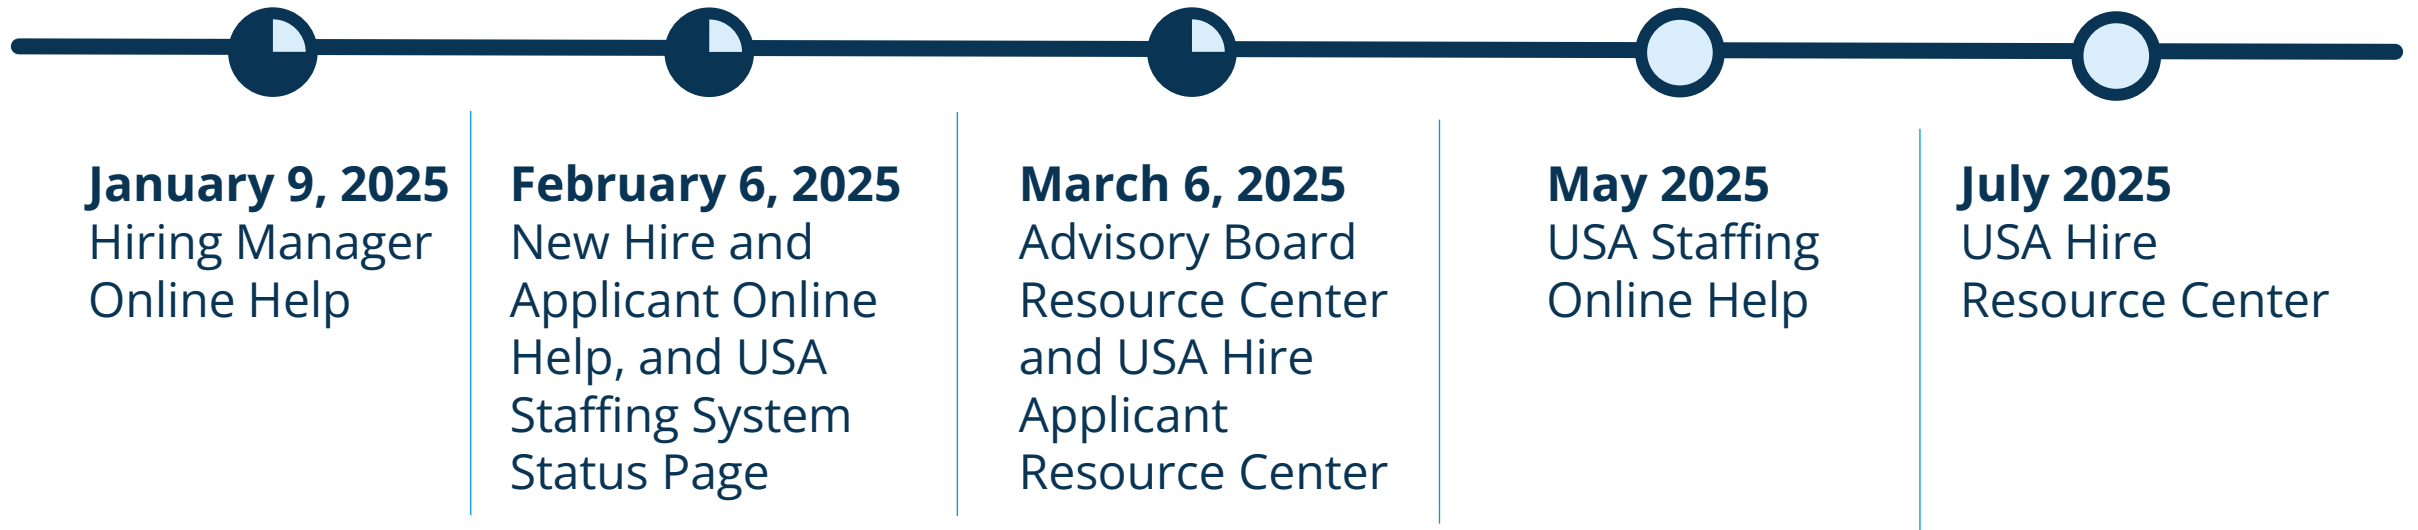 January 9, 2025
Hiring Manager
Online Help
February 6, 2025
New Hire and
Applicant Online
Help, and USA
Staffing System
Status Page
March 6, 2025
Advisory Board
Resource Center
and USA Hire
Applicant
Resource Center
May 2025
USA Staffing
Online Help
July 2025
USA Hire
Resource Center